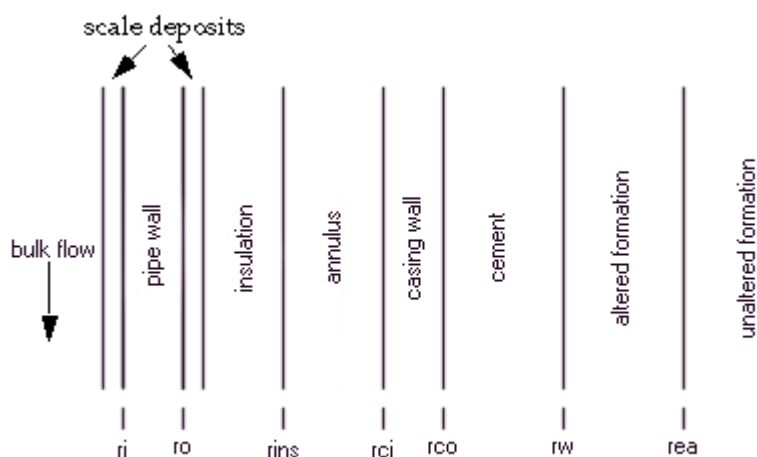 scale deposits
bulk flow
pipe wall
insulation
annulus
casing wall
cement
altered formation
unaltered formation
ri
ro
rins
rci
rco
rw
rea